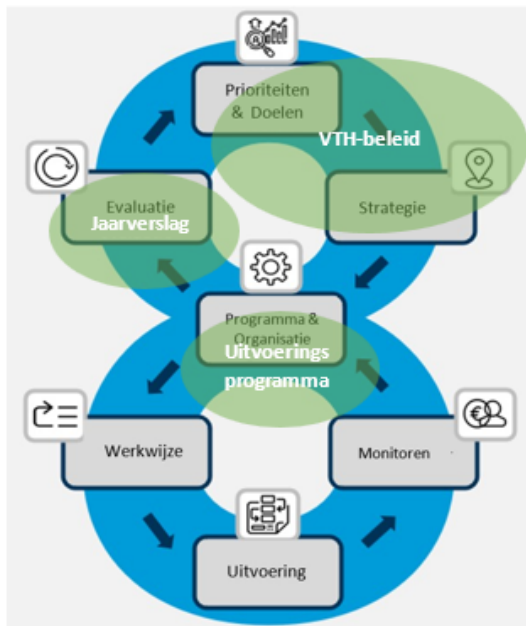 Prioriteiten
& Doelen
VTH-beleid
Evaluatie
Jaarverslag
Strategie
Programma &
Organisatie
Uitvoerings
programma
Werkwijze
Monitoren
Uitvoering